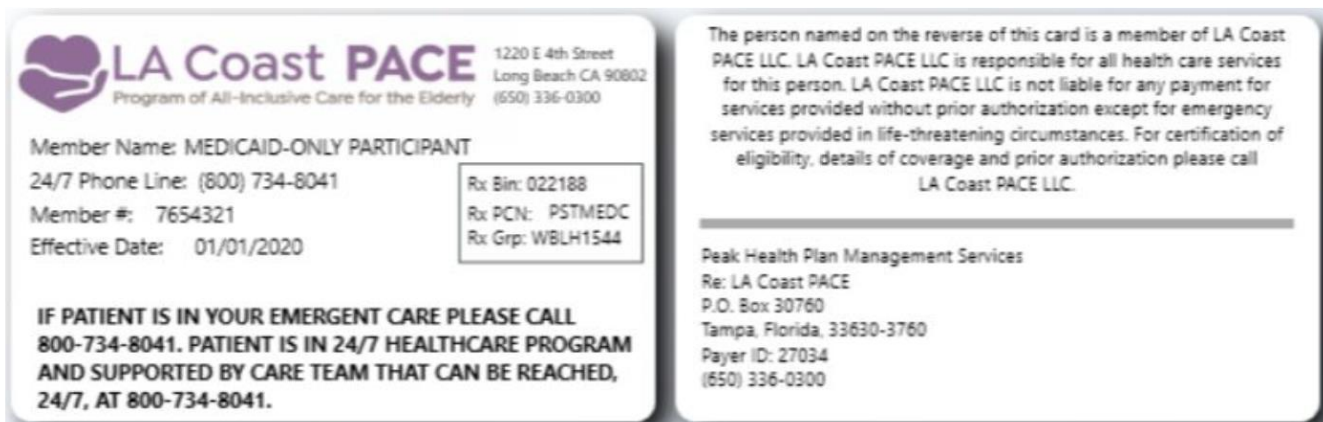 LA Coast PACE
Program of All-Inclusive Care for the Elderly
1220 E 4th Street
Long Beach CA 90802
(650) 336-0300
Member Name: MEDICAID-ONLY PARTICIPANT
24/7 Phone Line: (800) 734-8041
Member #: 7654321
Effective Date: 01/01/2020
Rx Bin: 022188
Rx PCN: PSTMEDC
Rx Grp: WBLH1544
IF PATIENT IS IN YOUR EMERGENT CARE PLEASE CALL
800-734-8041. PATIENT IS IN 24/7 HEALTHCARE PROGRAM
AND SUPPORTED BY CARE TEAM THAT CAN BE REACHED,
24/7, AT 800-734-8041.
The person named on the reverse of this card is a member of LA Coast
PACE LLC. LA Coast PACE LLC is responsible for all health care services
for this person. LA Coast PACE LLC is not liable for any payment for
services provided without prior authorization except for emergency
services provided in life-threatening circumstances. For certification of
eligibility, details of coverage and prior authorization please call
LA Coast PACE LLC.
Peak Health Plan Management Services
Re: LA Coast PACE
P.O. Box 30760
Tampa, Florida, 33630-3760
Payer ID: 27034
(650) 336-0300